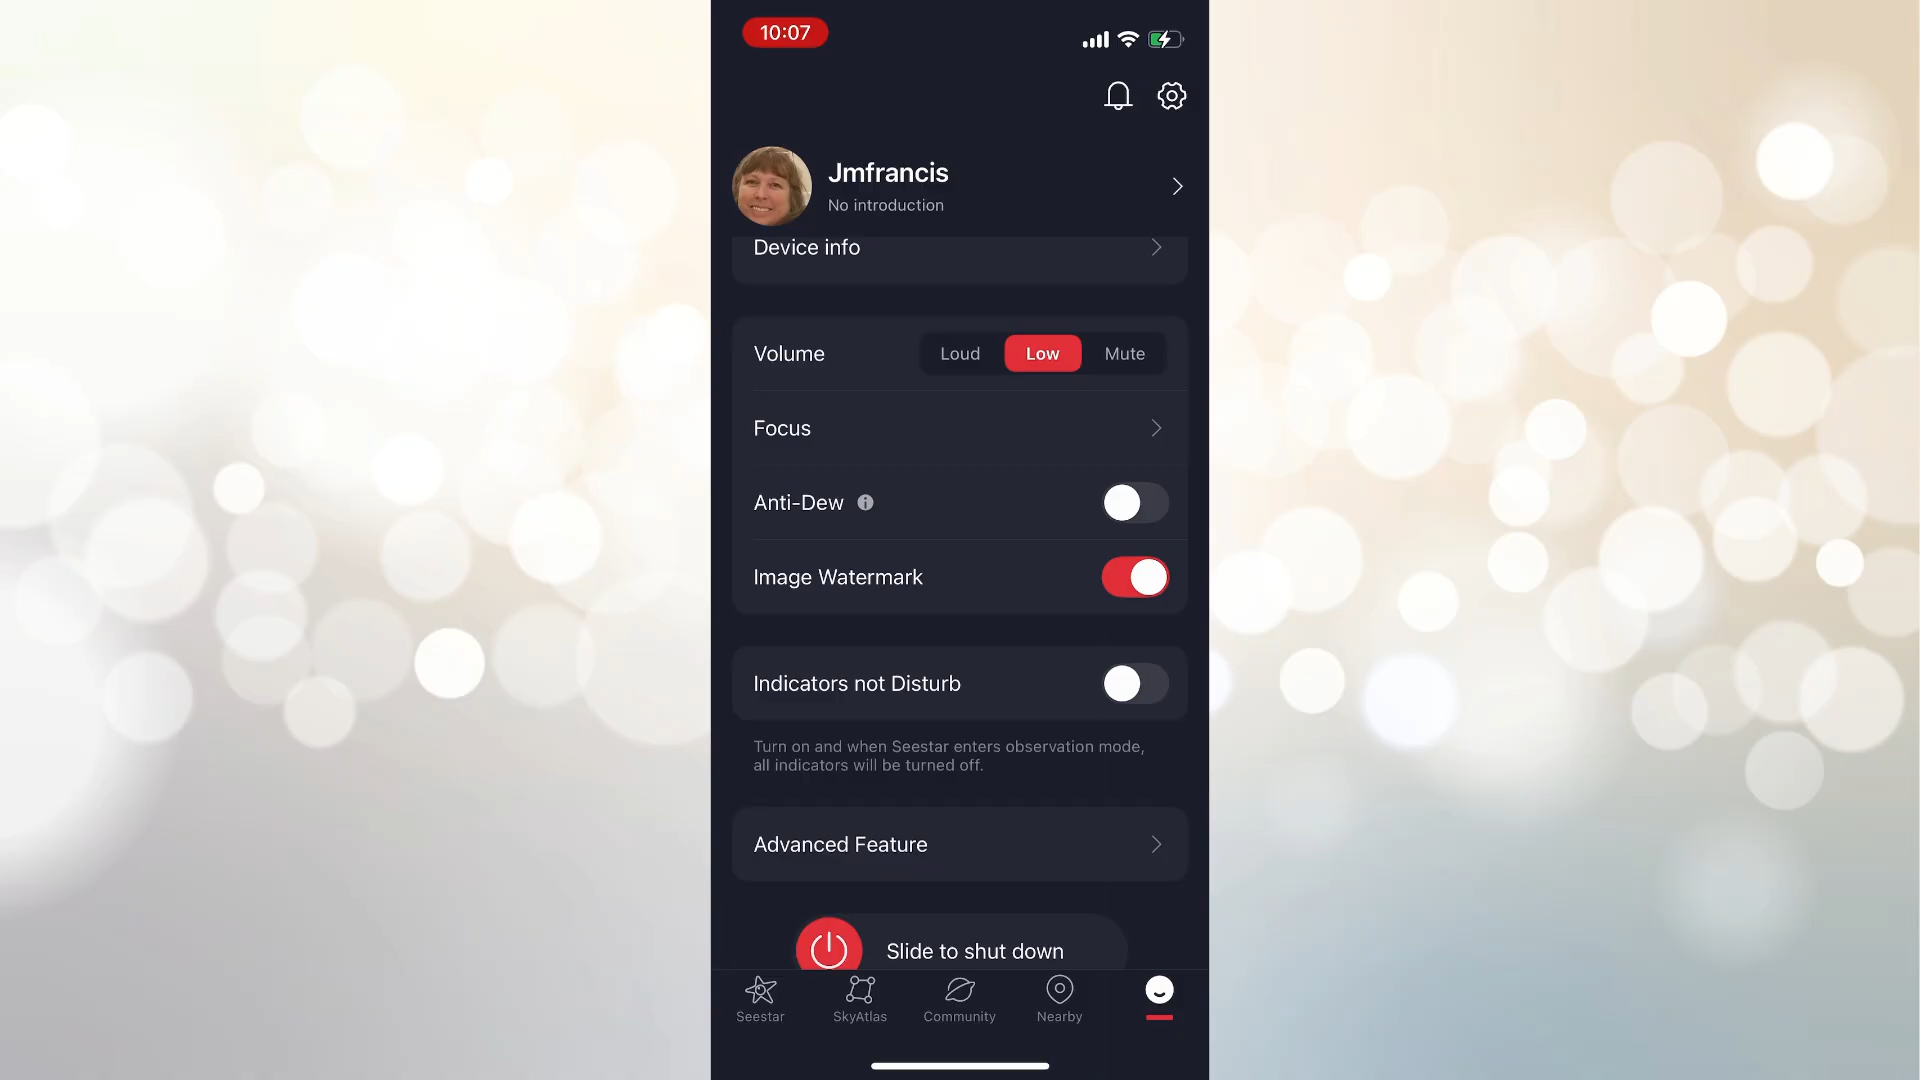 10:07
Jmfrancis
No introduction
Device info
Volume
Loud
Low
Mute
Focus
Anti-Dew
Image Watermark
Indicators not Disturb
Turn on and when Seestar enters observation mode,
all indicators will be turned off.
Advanced Feature
Slide to shut down
Seestar
SkyAtlas
Community
Nearby